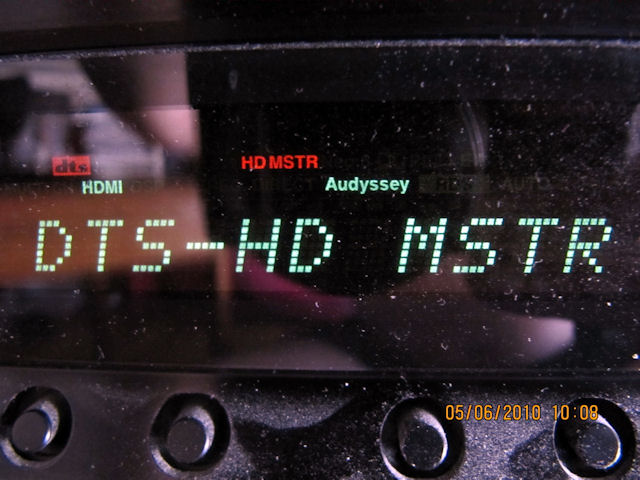 dts HD MSTR
HDMI Audyssey
DTS-HD MSTR
05/06/2010 10:08